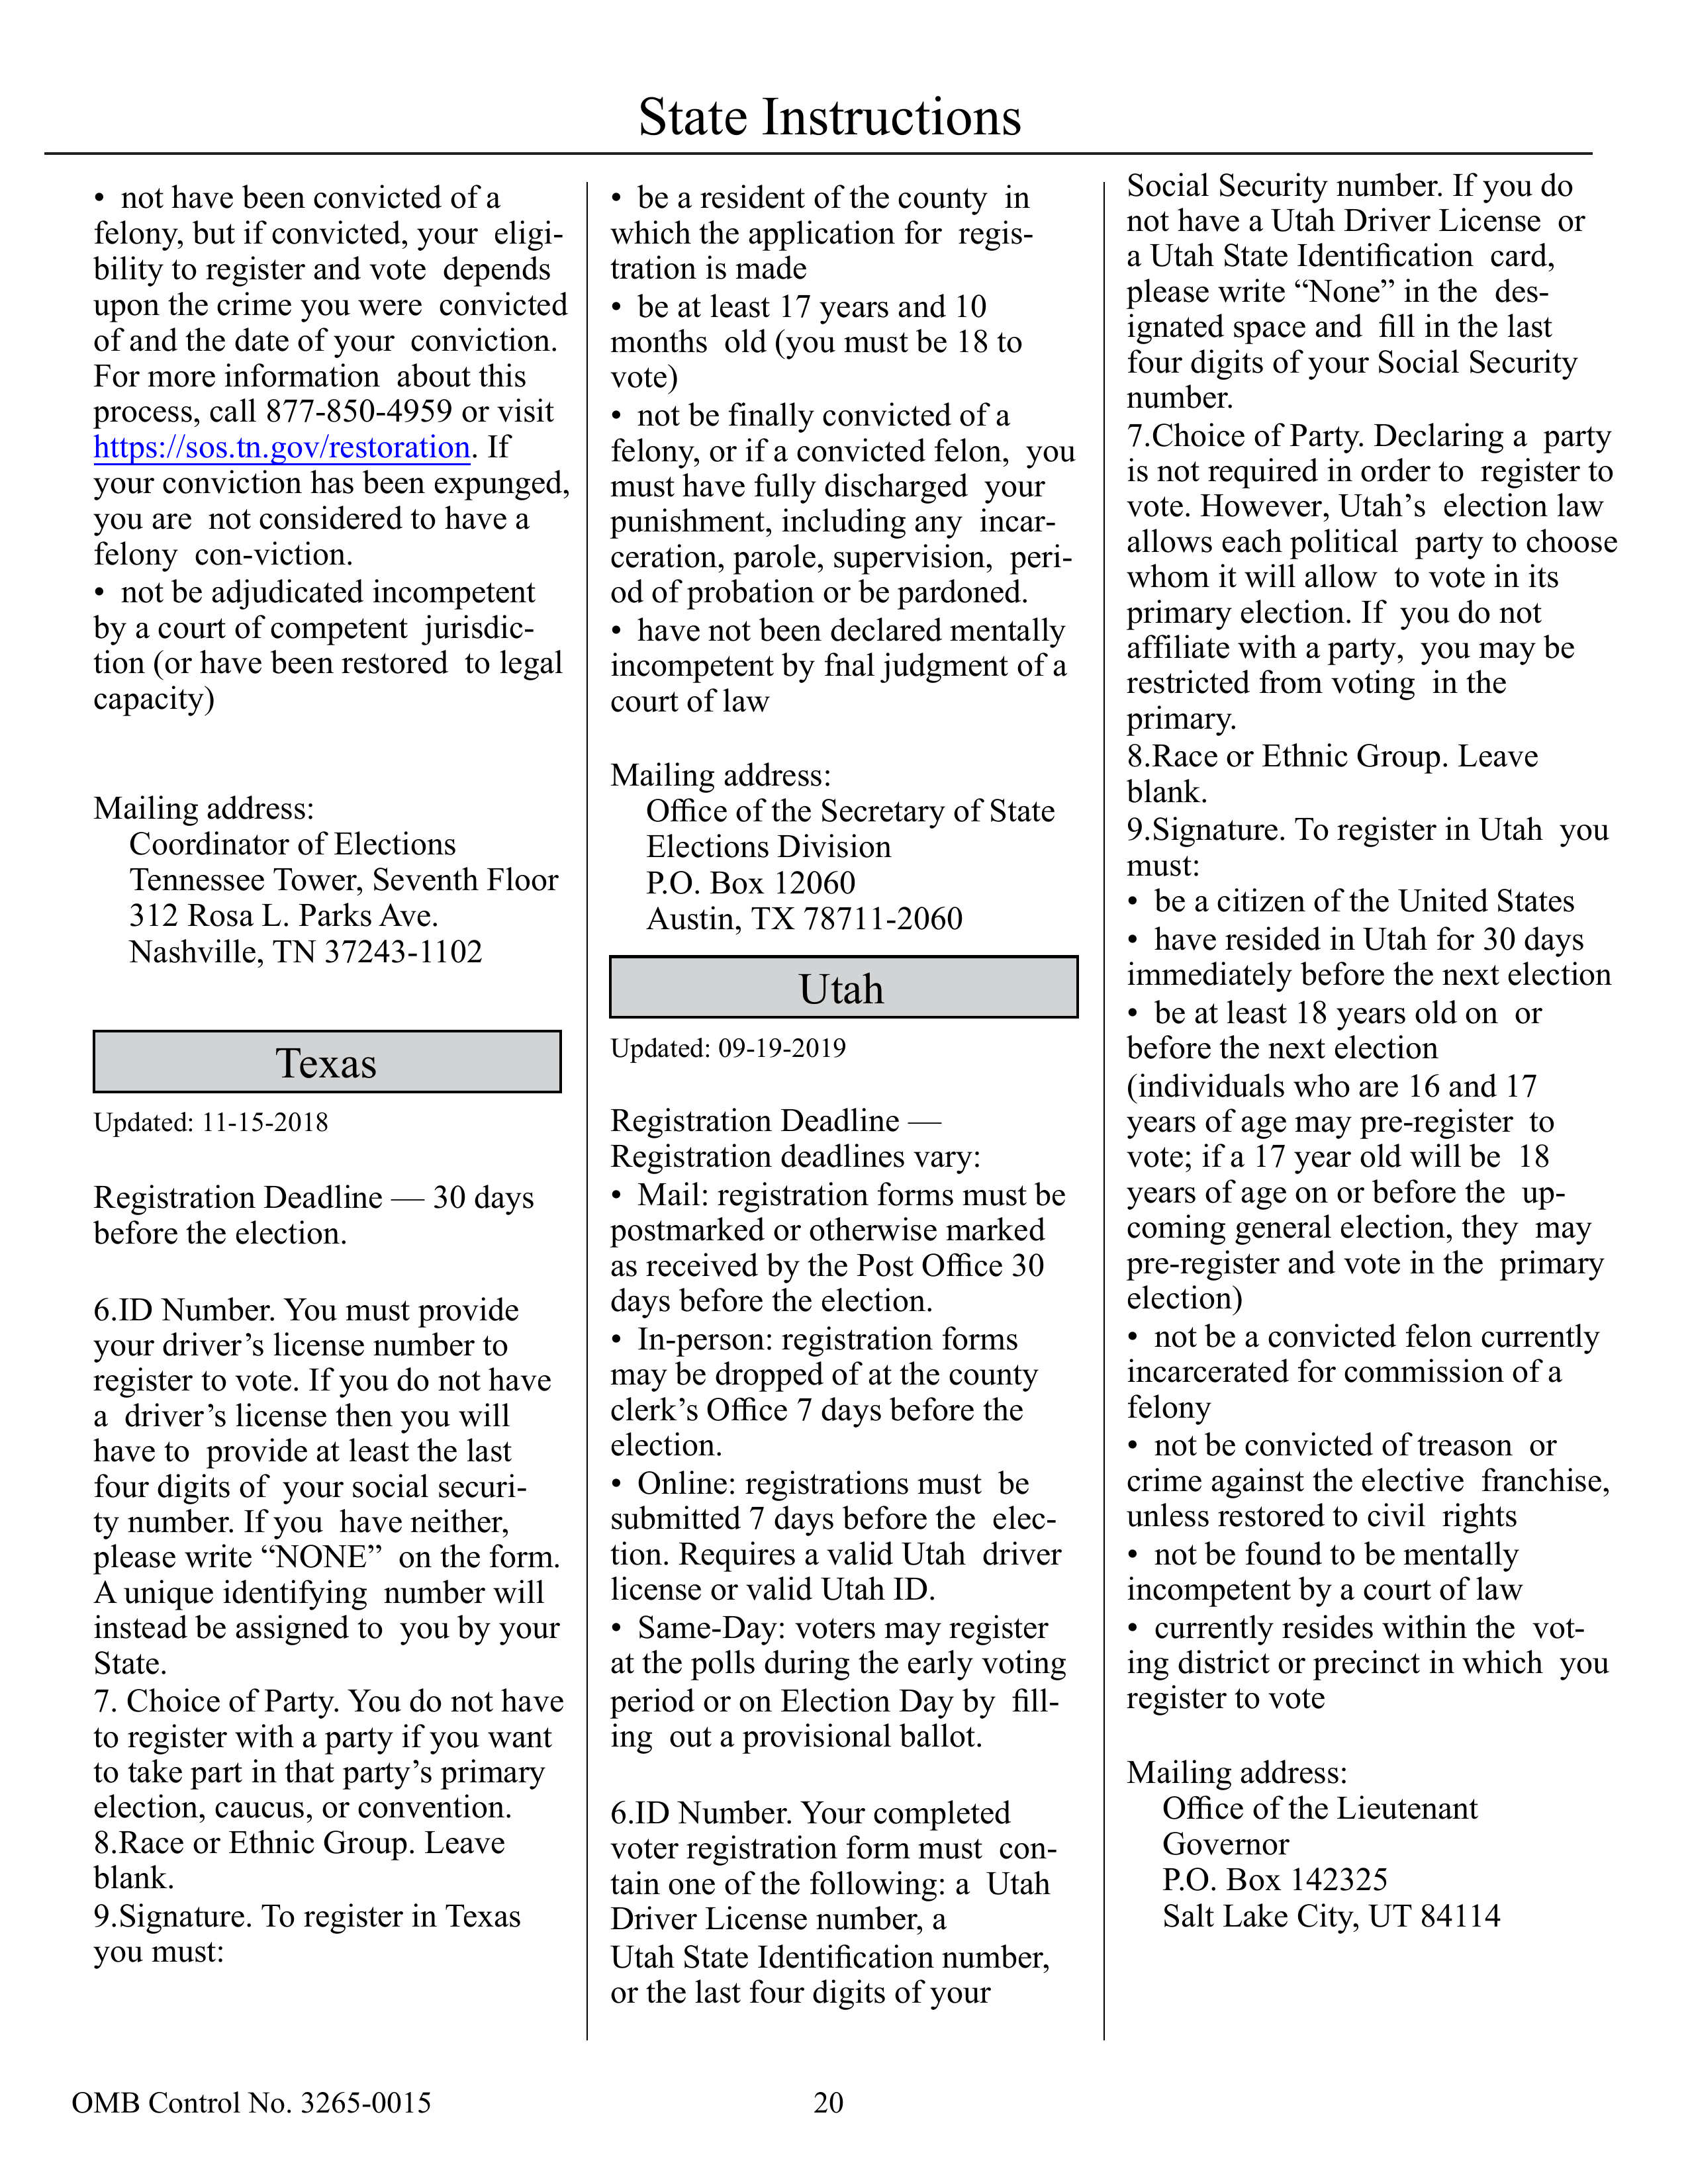 State Instructions
• not have been convicted of a
felony, but if convicted, your eligi-
bility to register and vote depends
upon the crime you were convicted
of and the date of your conviction.
For more information about this
process, call 877-850-4959 or visit
https://sos.tn.gov/restoration. If
your conviction has been expunged,
you are not considered to have a
felony con-viction.
• not be adjudicated incompetent
by a court of competent jurisdic-
tion (or have been restored to legal
capacity)
Mailing address:
Coordinator of Elections
Tennessee Tower, Seventh Floor
312 Rosa L. Parks Ave.
Nashville, TN 37243-1102
Texas
Updated: 11-15-2018
Registration Deadline — 30 days
before the election.
6.ID Number. You must provide
your driver’s license number to
register to vote. If you do not have
a driver’s license then you will
have to provide at least the last
four digits of your social securi-
ty number. If you have neither,
please write “NONE” on the form.
A unique identifying number will
instead be assigned to you by your
State.
7. Choice of Party. You do not have
to register with a party if you want
to take part in that party’s primary
election, caucus, or convention.
8.Race or Ethnic Group. Leave
blank.
9.Signature. To register in Texas
you must:
• be a resident of the county in
which the application for regis-
tration is made
• be at least 17 years and 10
months old (you must be 18 to
vote)
• not be finally convicted of a
felony, or if a convicted felon, you
must have fully discharged your
punishment, including any incar-
ceration, parole, supervision, peri-
od of probation or be pardoned.
• have not been declared mentally
incompetent by fnal judgment of a
court of law
Mailing address:
Office of the Secretary of State
Elections Division
P.O. Box 12060
Austin, TX 78711-2060
Utah
Updated: 09-19-2019
Registration Deadline —
Registration deadlines vary:
• Mail: registration forms must be
postmarked or otherwise marked
as received by the Post Office 30
days before the election.
• In-person: registration forms
may be dropped of at the county
clerk’s Office 7 days before the
election.
• Online: registrations must be
submitted 7 days before the elec-
tion. Requires a valid Utah driver
license or valid Utah ID.
• Same-Day: voters may register
at the polls during the early voting
period or on Election Day by fill-
ing out a provisional ballot.
6.ID Number. Your completed
voter registration form must con-
tain one of the following: a Utah
Driver License number, a
Utah State Identification number,
or the last four digits of your
Social Security number. If you do
not have a Utah Driver License or
a Utah State Identification card,
please write “None” in the des-
ignated space and fill in the last
four digits of your Social Security
number.
7.Choice of Party. Declaring a party
is not required in order to register to
vote. However, Utah’s election law
allows each political party to choose
whom it will allow to vote in its
primary election. If you do not
affiliate with a party, you may be
restricted from voting in the
primary.
8.Race or Ethnic Group. Leave
blank.
9.Signature. To register in Utah you
must:
• be a citizen of the United States
• have resided in Utah for 30 days
immediately before the next election
• be at least 18 years old on or
before the next election
(individuals who are 16 and 17
years of age may pre-register to
vote; if a 17 year old will be 18
years of age on or before the up-
coming general election, they may
pre-register and vote in the primary
election)
• not be a convicted felon currently
incarcerated for commission of a
felony
• not be convicted of treason or
crime against the elective franchise,
unless restored to civil rights
• not be found to be mentally
incompetent by a court of law
• currently resides within the vot-
ing district or precinct in which you
register to vote
Mailing address:
Office of the Lieutenant
Governor
P.O. Box 142325
Salt Lake City, UT 84114
OMB Control No. 3265-0015
20